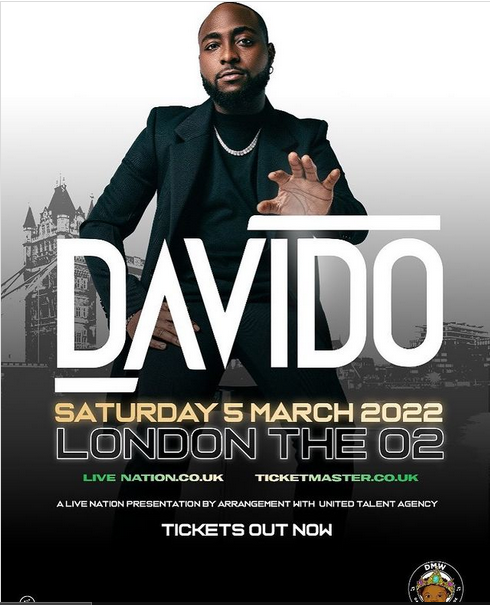 DAVIDO
SATURDAY 5 MARCH 2022
LONDON THE O2
LIVE NATION.CO.UK TICKETMASTER.CO.UK
A LIVE NATION PRESENTATION BY ARRANGEMENT WITH UNITED TALENT AGENCY
TICKETS OUT NOW
DMW